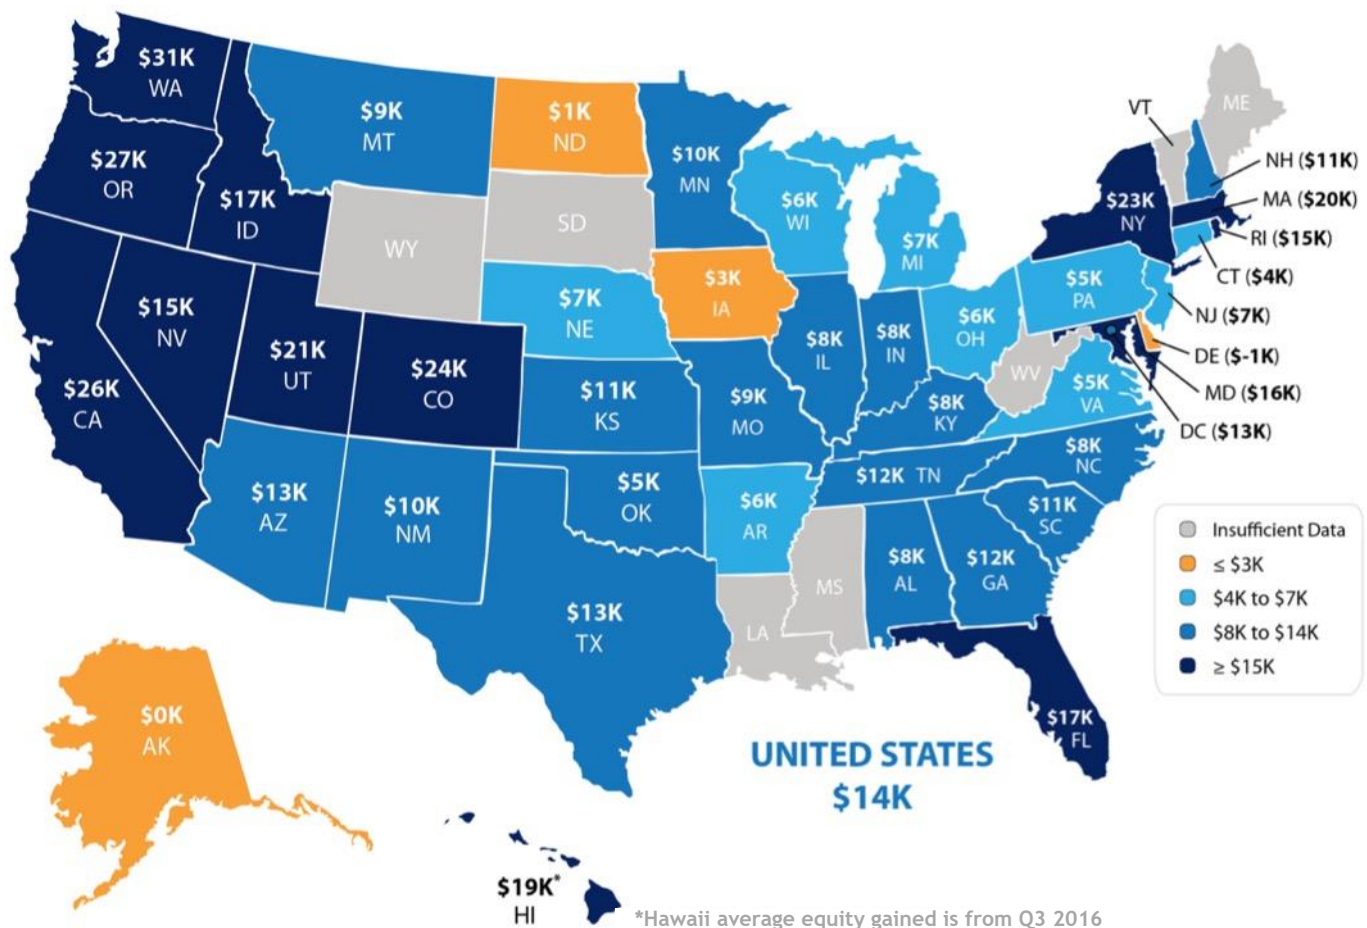 $31K
WA
$27K
OR
$17K
ID
$9K
MT
$1K
ND
$10K
MN
SD
WY
$6K
WI
$7K
MI
VT
ME
$23K
NY
NH ($11K)
MA ($20K)
RI ($15K)
CT ($4K)
NJ ($7K)
DE ($-1K)
MD ($16K)
DC ($13K)
$5K
PA
$26K
CA
$15K
NV
$21K
UT
$24K
CO
$7K
NE
$3K
IA
$8K
IL
$8K
IN
$6K
OH
WV
$5K
VA
$11K
KS
$9K
MO
$8K
KY
$13K
AZ
$10K
NM
$5K
OK
$6K
AR
$12K TN
$8K
NC
$11K
SC
$13K
TX
LA
MS
$8K
AL
$12K
GA
$17K
FL
Insufficient Data
≤ $3K
$4K to $7K
$8K to $14K
≥ $15K
UNITED STATES
$14K
$0K
AK
$19K*
HI
*Hawaii average equity gained is from Q3 2016